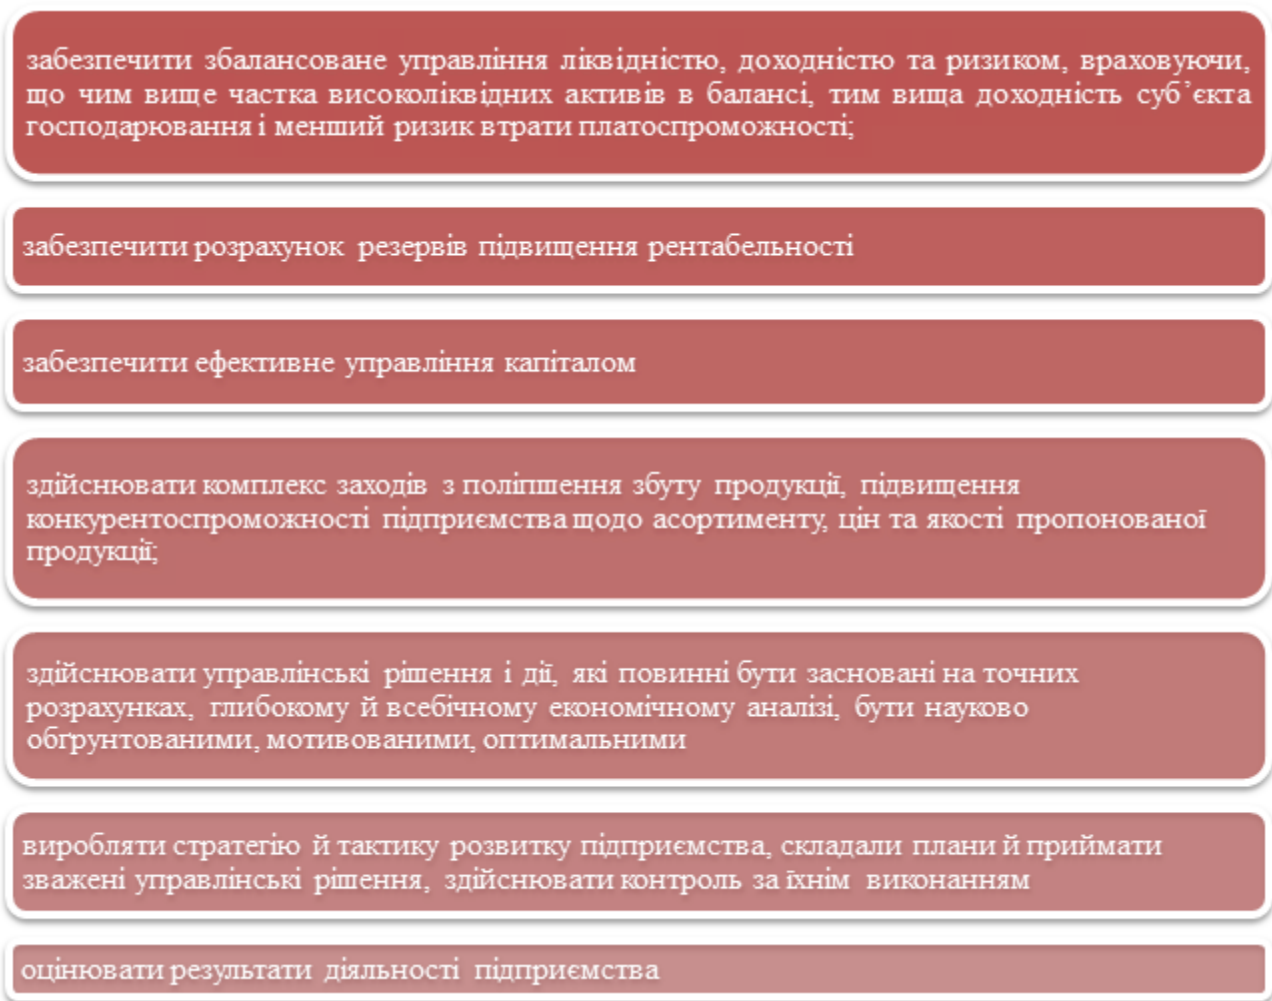 забезпечити збалансоване управління ліквідністю, доходністю та ризиком, враховуючи,
що чим вище частка високоліквідних активів в балансі, тим вища доходність суб’єкта
господарювання і менший ризик втрати платоспроможності;
забезпечити розрахунок резервів підвищення рентабельності
забезпечити ефективне управління капіталом
здійснювати комплекс заходів з поліпшення збуту продукції, підвищення
конкурентоспроможності підприємства щодо асортименту, цін та якості пропонованої
продукції;
здійснювати управлінські рішення і дії, які повинні бути засновані на точних
розрахунках, глибокому й всебічному економічному аналізі, бути науково
обґрунтованими, мотивованими, оптимальними
виробляти стратегію й тактику розвитку підприємства, складали плани й приймати
зважені управлінські рішення, здійснювати контроль за їхнім виконанням
оцінювати результати діяльності підприємства